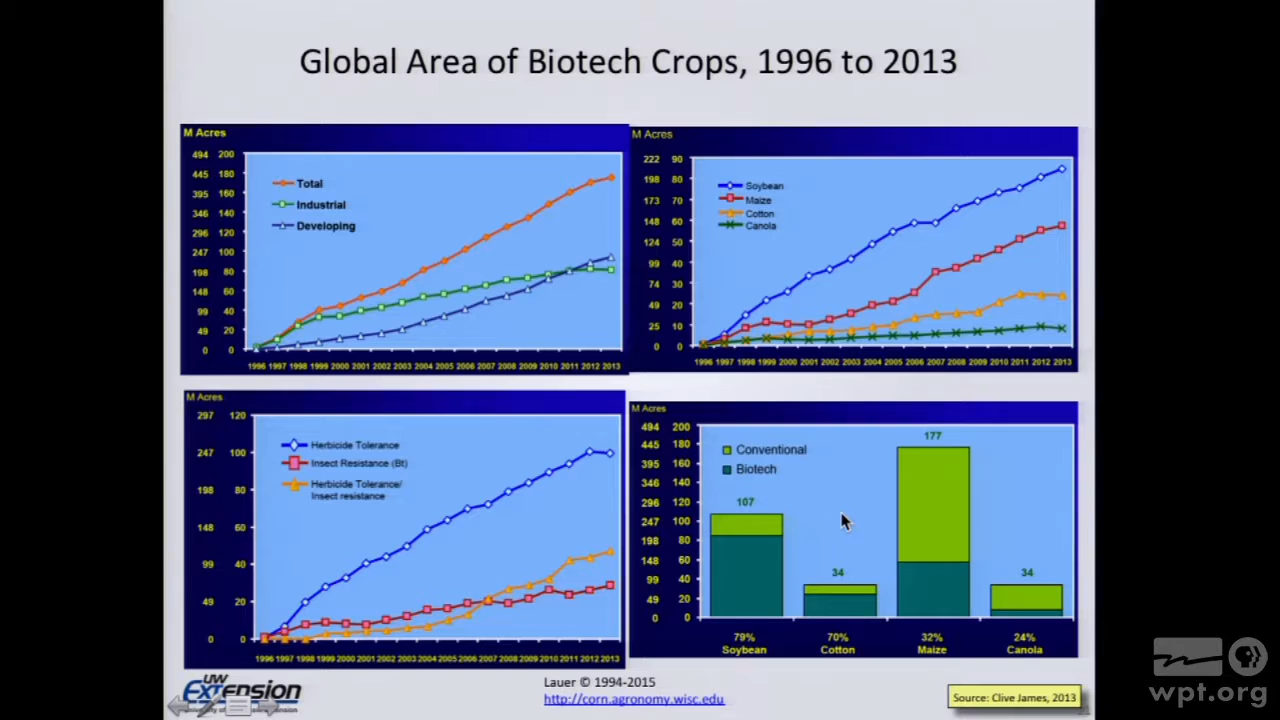 Global Area of Biotech Crops, 1996 to 2013
M Acres
494 200
445 180
395 160
346 140
296 120
247 100
198 80
148 60
99 40
49 20
0 0
Total
Industrial
Developing
1996 1997 1998 1999 2000 2001 2002 2003 2004 2005 2006 2007 2008 2009 2010 2011 2012 2013
M Acres
222 90
198 80
173 70
148 60
124 50
99 40
74 30
49 20
25 10
0 0
Soybean
Maize
Cotton
Canola
1996 1997 1998 1999 2000 2001 2002 2003 2004 2005 2006 2007 2008 2009 2010 2011 2012 2013
M Acres
297 120
247 100
198 80
148 60
99 40
49 20
0 0
Herbicide Tolerance
Insect Resistance (Bt)
Herbicide Tolerance/
Insect resistance
1996 1997 1998 1999 2000 2001 2002 2003 2004 2005 2006 2007 2008 2009 2010 2011 2012 2013
M Acres
494 200
445 180
395 160
346 140
296 120
247 100
198 80
148 60
99 40
49 20
0 0
Conventional
Biotech
107
34
177
34
79% 70% 32% 24%
Soybean Cotton Maize Canola
UW
Extension
Lauer © 1994-2015
http://corn.agronomy.wisc.edu
Source: Clive James, 2013
wpt.org